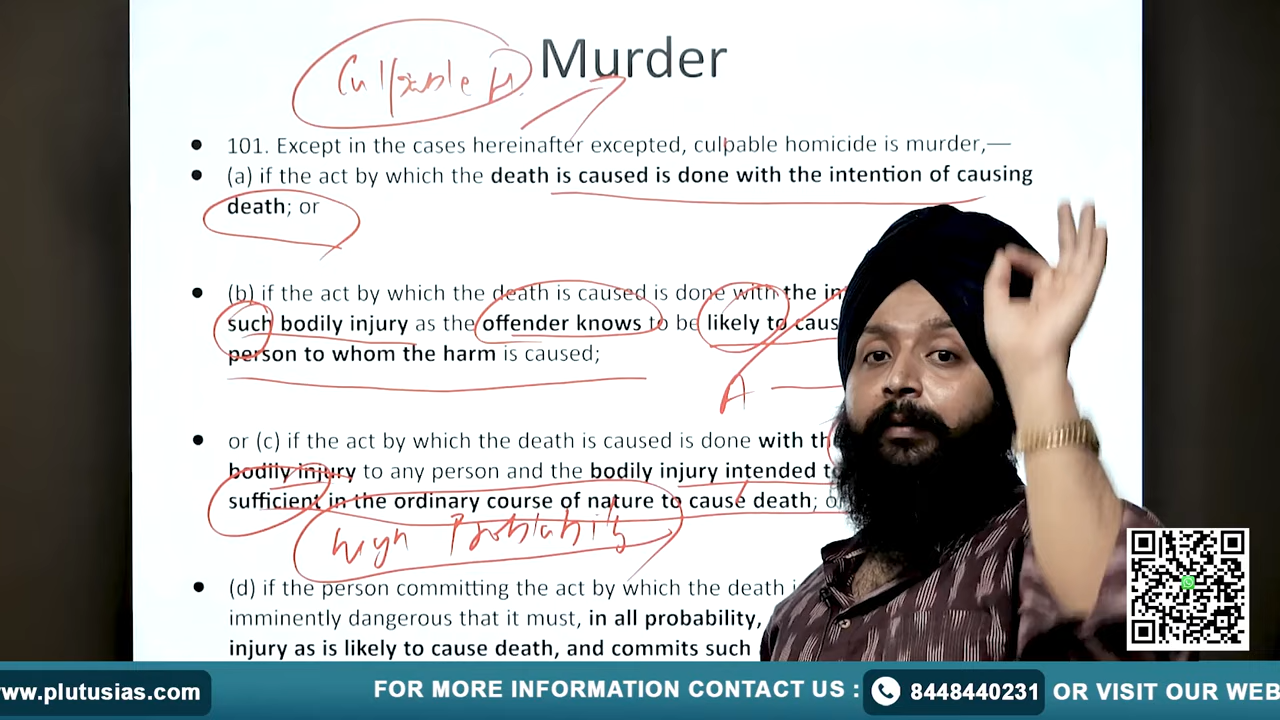 Culpable H.
Murder
101. Except in the cases hereinafter excepted, culpable homicide is murder,—
(a) if the act by which the death is caused is done with the intention of causing
death; or
(b) if the act by which the death is caused is done with the in
such bodily injury as the offender knows to be likely to caus
person to whom the harm is caused;
A
or (c) if the act by which the death is caused is done with th
bodily injury to any person and the bodily injury intended t
sufficient in the ordinary course of nature to cause death; o
high Probability
(d) if the person committing the act by which the death i
imminently dangerous that it must, in all probability,
injury as is likely to cause death, and commits such
www.plutusias.com
FOR MORE INFORMATION CONTACT US :
8448440231
OR VISIT OUR WEB